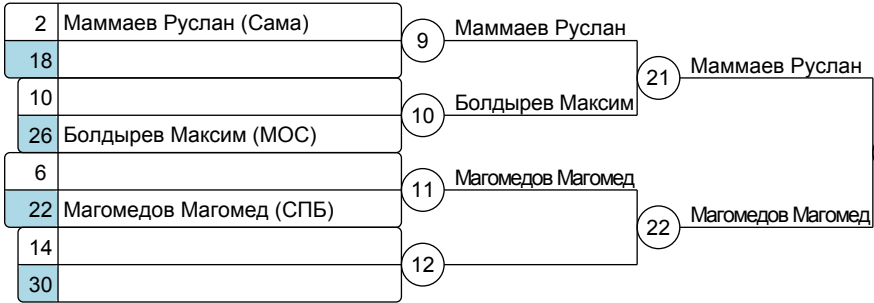 2 Маммаев Руслан (Сама)
18
9 Маммаев Руслан
10
26 Болдырев Максим (МОС)
10 Болдырев Максим
21 Маммаев Руслан
6
22 Магомедов Магомед (СПБ)
11 Магомедов Магомед
14
30
12
22 Магомедов Магомед